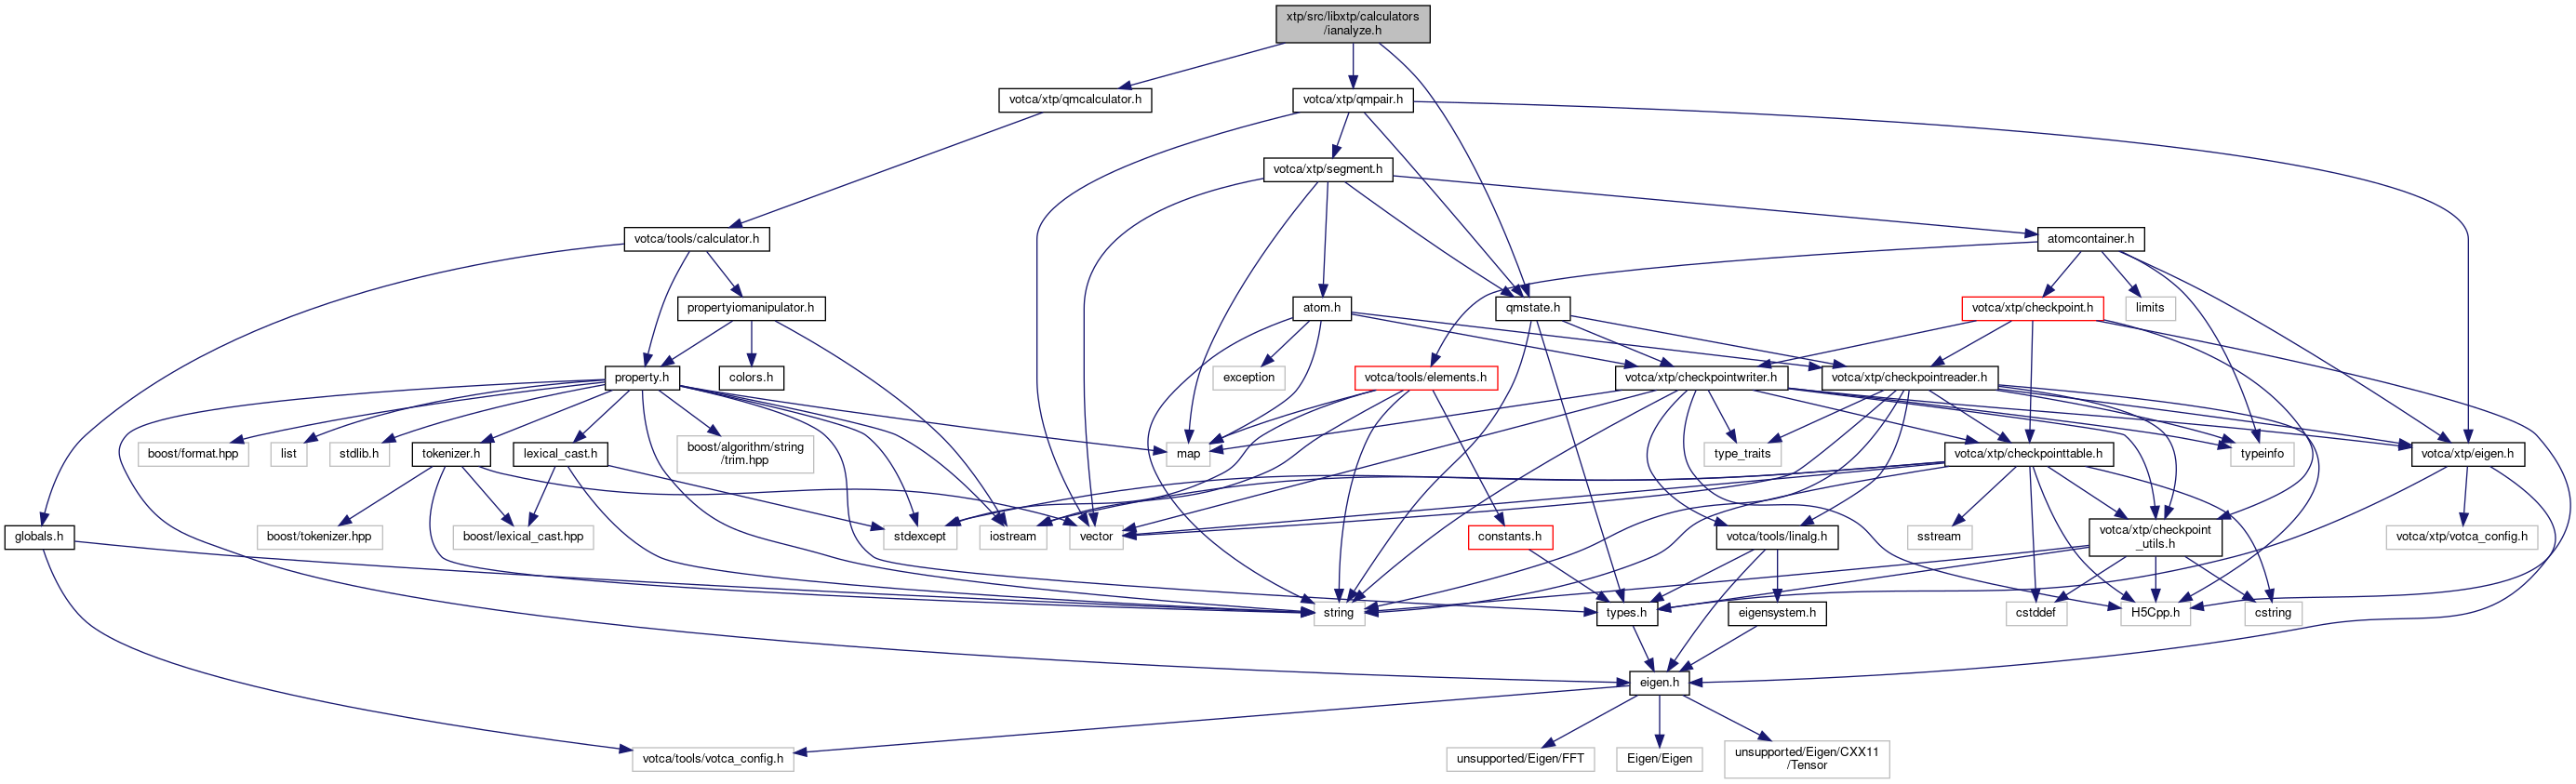 xtp/src/libxtp/calculators
/ianalyze.h
votca/xtp/qmcalculator.h
votca/xtp/qmpair.h
votca/xtp/segment.h
votca/tools/calculator.h
atomcontainer.h
propertyiomanipulator.h
atom.h
qmstate.h
votca/xtp/checkpoint.h
limits
property.h
colors.h
exception
votca/tools/elements.h
votca/xtp/checkpointwriter.h
votca/xtp/checkpointreader.h
boost/format.hpp
list
stdlib.h
tokenizer.h
lexical_cast.h
boost/algorithm/string
/trim.hpp
map
type_traits
votca/xtp/checkpointtable.h
typeinfo
votca/xtp/eigen.h
globals.h
boost/tokenizer.hpp
boost/lexical_cast.hpp
stdexcept
iostream
vector
constants.h
votca/tools/linalg.h
sstream
votca/xtp/checkpoint
_utils.h
votca/xtp/votca_config.h
string
types.h
eigensystem.h
cstddef
H5Cpp.h
cstring
eigen.h
votca/tools/votca_config.h
unsupported/Eigen/FFT
Eigen/Eigen
unsupported/Eigen/CXX11
/Tensor